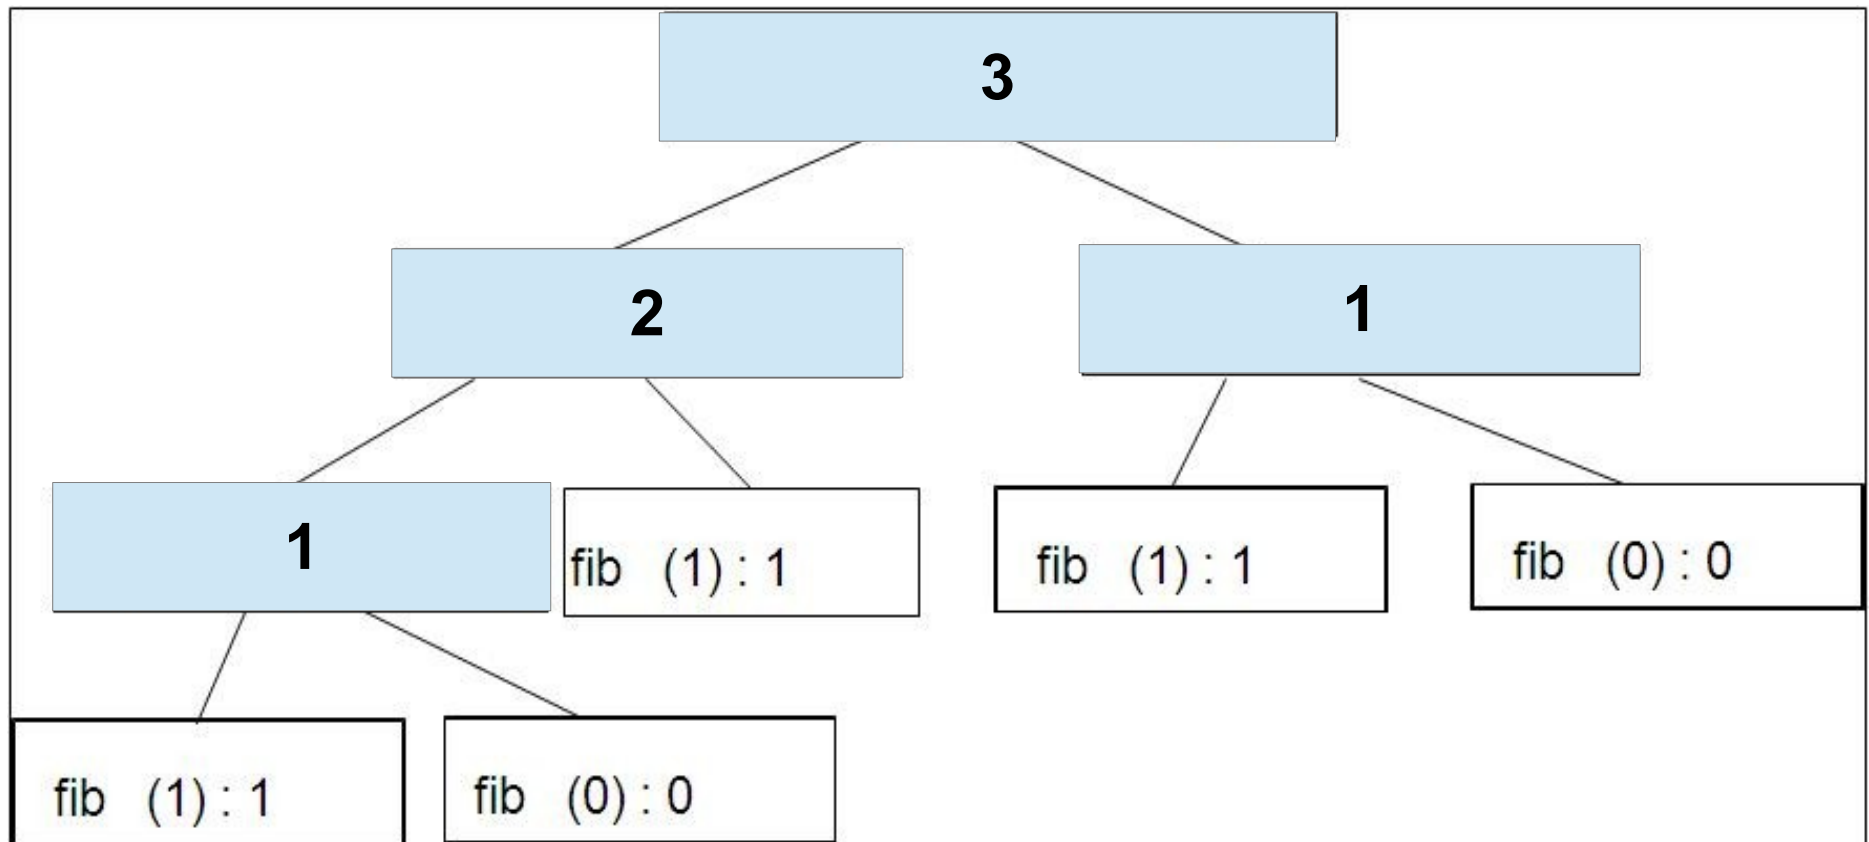 3
2
1
1
fib (1) : 1
fib (1) : 1
fib (0) : 0
fib (1) : 1
fib (0) : 0